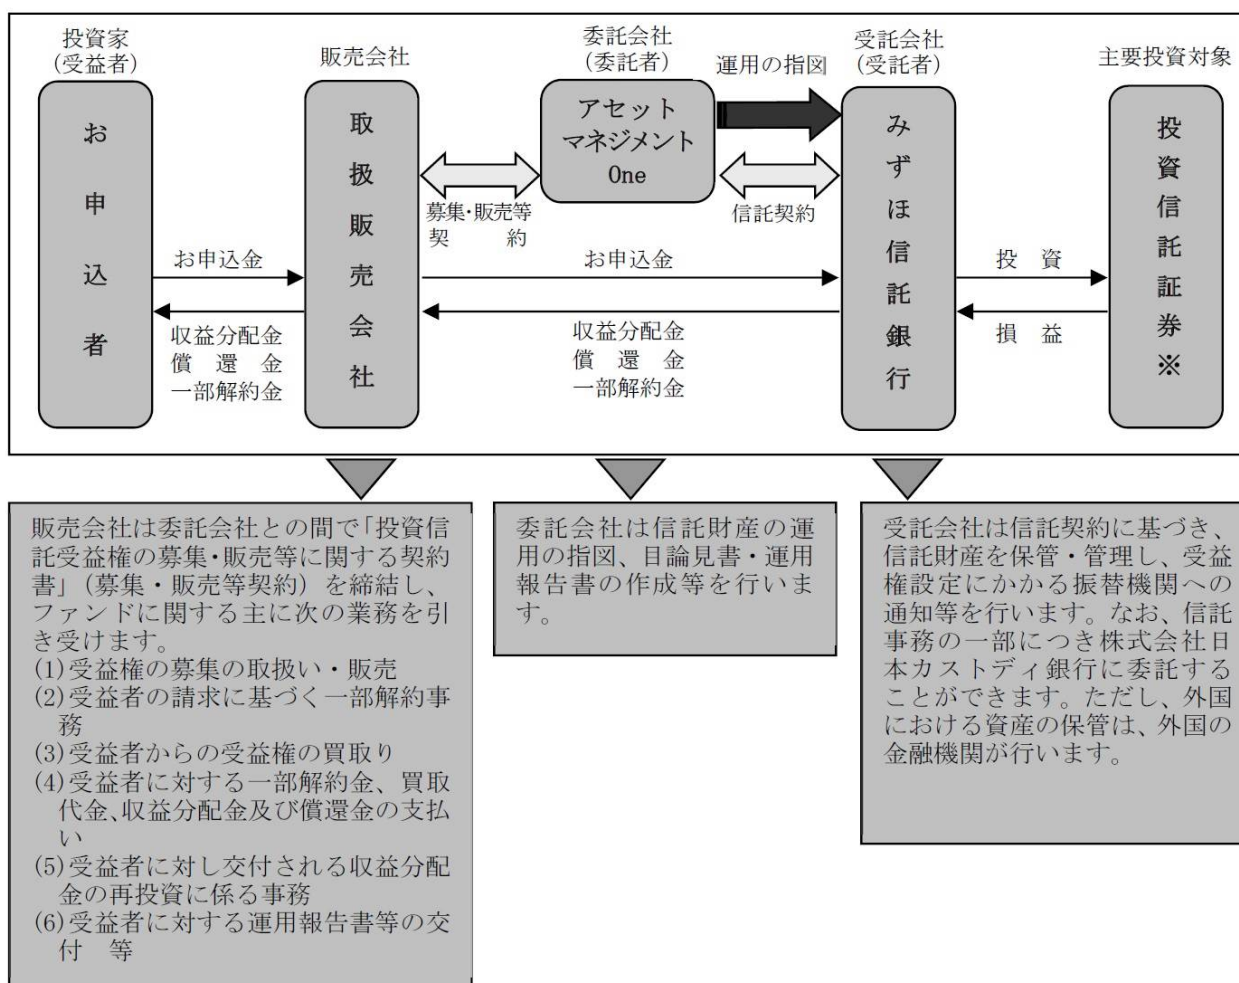 投資家
(受益者)
販売会社
委託会社
(委託者)
運用の指図
受託会社
(受託者)
主要投資対象
お申込者
取扱販売会社
アセット
マネジメント
One
みずほ信託銀行
投資信託証券※
募集・販売等
契　　約
信託契約
お申込金
お申込金
投　資
収益分配金
償　還　金
一部解約金
収益分配金
償　還　金
一部解約金
損　益
販売会社は委託会社との間で「投資信
託受益権の募集・販売等に関する契約
書」(募集・販売等契約) を締結し、
ファンドに関する主に次の業務を引
き受けます。
(1)受益権の募集の取扱い・販売
(2)受益者の請求に基づく一部解約事
務
(3)受益者からの受益権の買取り
(4)受益者に対する一部解約金、買取
代金、収益分配金及び償還金の支払
い
(5)受益者に対し交付される収益分配
金の再投資に係る事務
(6)受益者に対する運用報告書等の交
付　等
委託会社は信託財産の運
用の指図、目論見書・運用
報告書の作成等を行いま
す。
受託会社は信託契約に基づき、
信託財産を保管・管理し、受益
権設定にかかる振替機関への
通知等を行います。なお、信託
事務の一部につき株式会社日
本カストディ銀行に委託する
ことができます。ただし、外国
における資産の保管は、外国の
金融機関が行います。